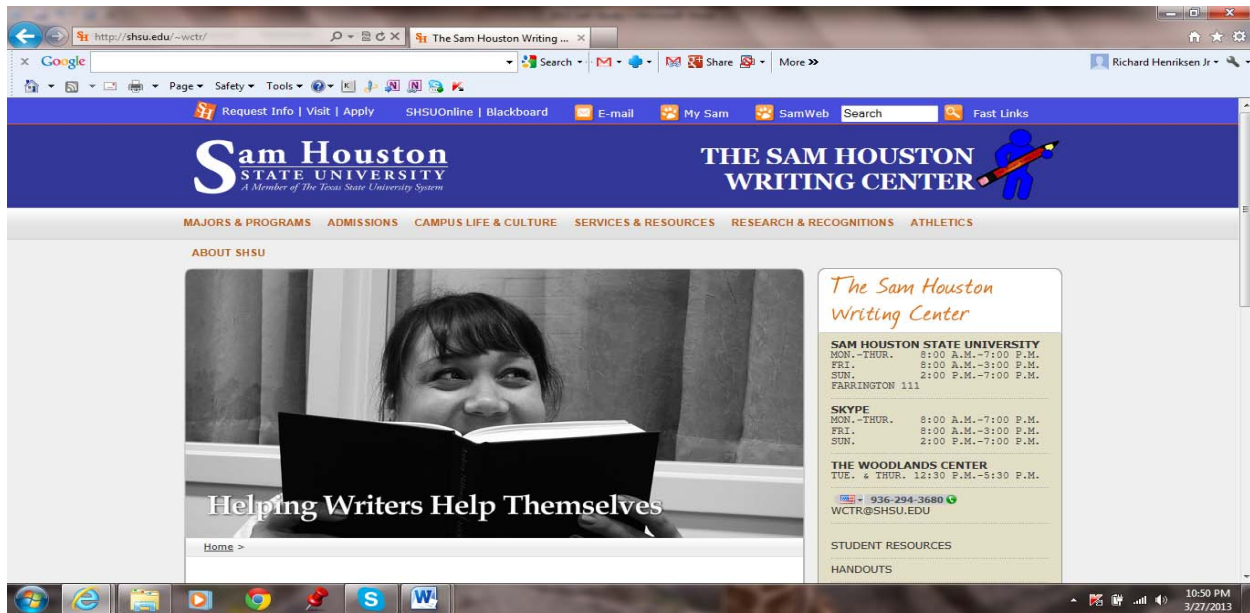 http://shsu.edu/~wctr/
The Sam Houston Writing ...
Google
Search
Share
More »
Richard Henriksen Jr
Page
Safety
Tools
Request Info | Visit | Apply
SHSUOnline | Blackboard
E-mail
My Sam
SamWeb
Search
Fast Links
Sam Houston
STATE UNIVERSITY
A Member of The Texas State University System
THE SAM HOUSTON
WRITING CENTER
MAJORS & PROGRAMS
ADMISSIONS
CAMPUS LIFE & CULTURE
SERVICES & RESOURCES
RESEARCH & RECOGNITIONS
ATHLETICS
ABOUT SHSU
Helping Writers Help Themselves
Home >
The Sam Houston
Writing Center
SAM HOUSTON STATE UNIVERSITY
MON.-THUR. 8:00 A.M.-7:00 P.M.
FRI. 8:00 A.M.-3:00 P.M.
SUN. 2:00 P.M.-7:00 P.M.
FARRINGTON 111
SKYPE
MON.-THUR. 8:00 A.M.-7:00 P.M.
FRI. 8:00 A.M.-3:00 P.M.
SUN. 2:00 P.M.-7:00 P.M.
THE WOODLANDS CENTER
TUE. & THUR. 12:30 P.M.-5:30 P.M.
936-294-3680
WCTR@SHSU.EDU
STUDENT RESOURCES
HANDOUTS
10:50 PM
3/27/2013